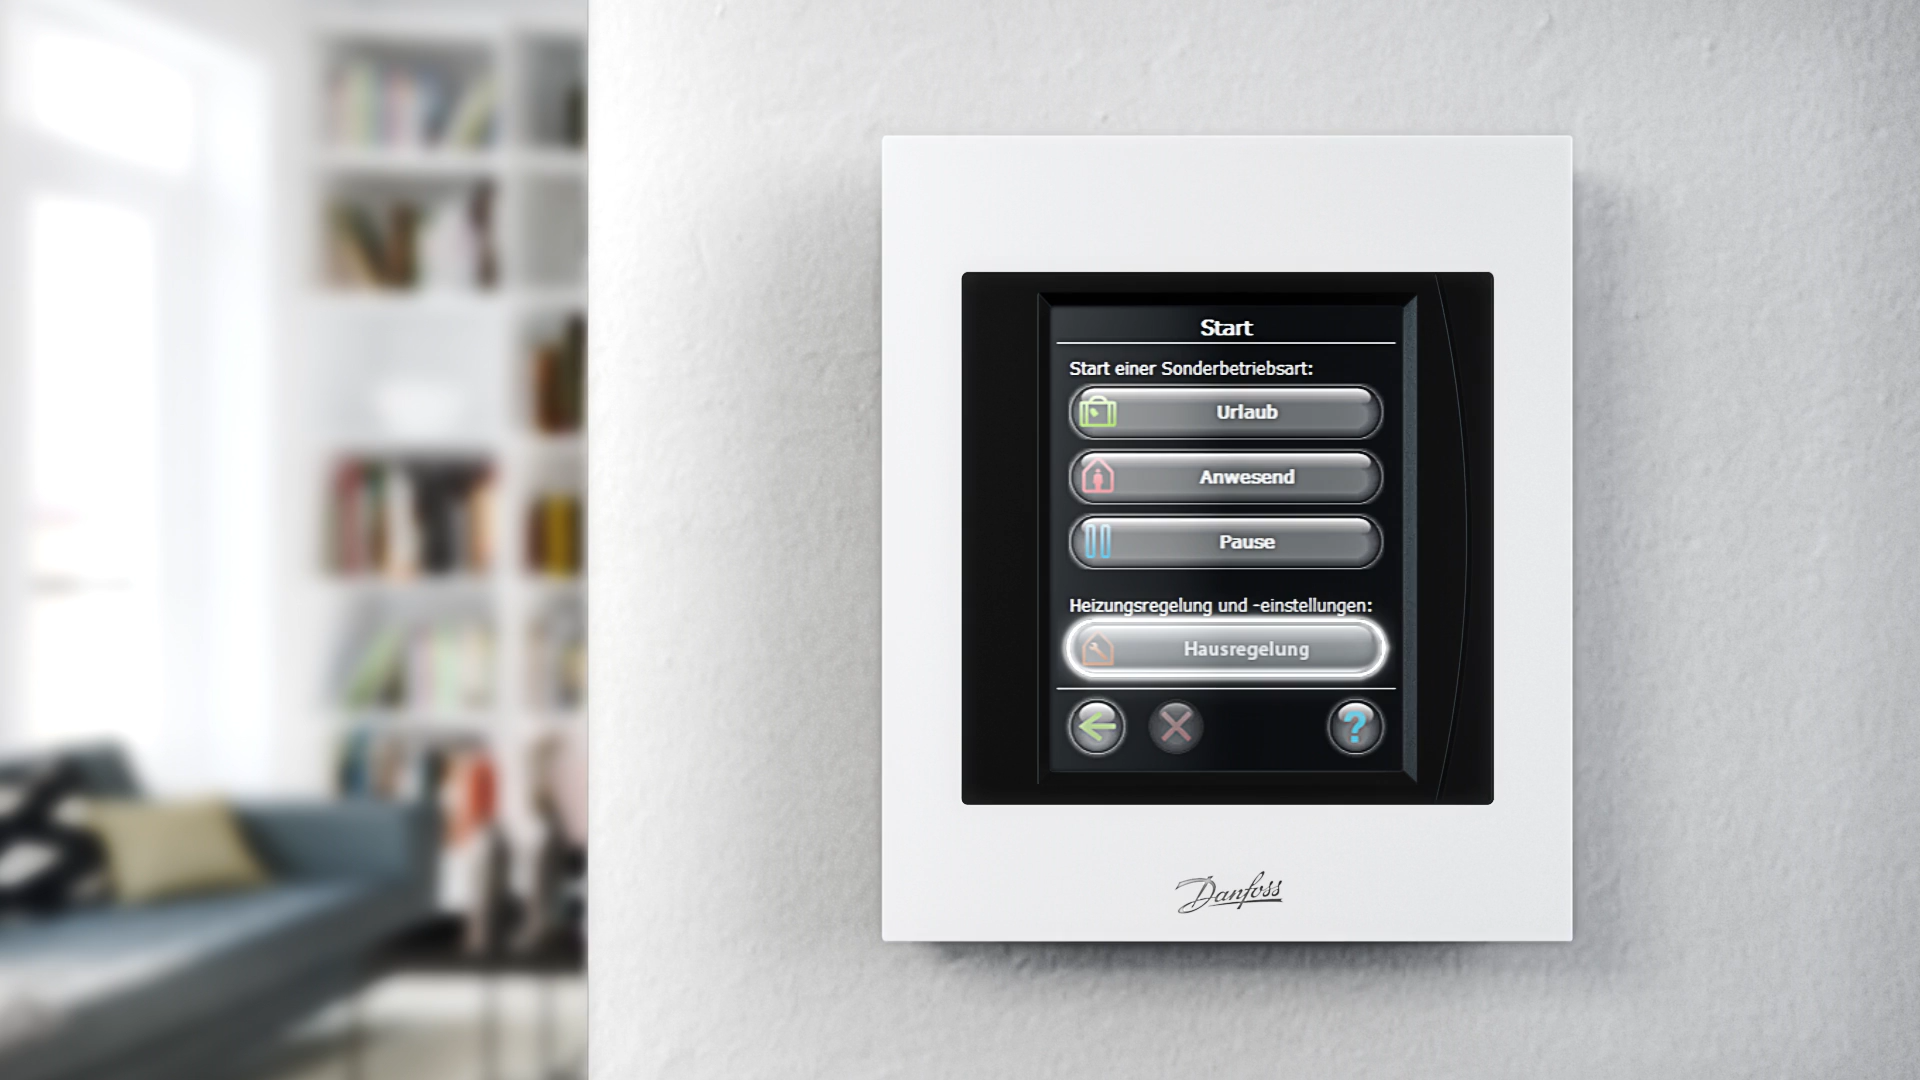 Start
Start einer Sonderbetriebsart:
Urlaub
Anwesend
Pause
Heizungsregelung und -einstellungen:
Hausregelung
?
Danfoss